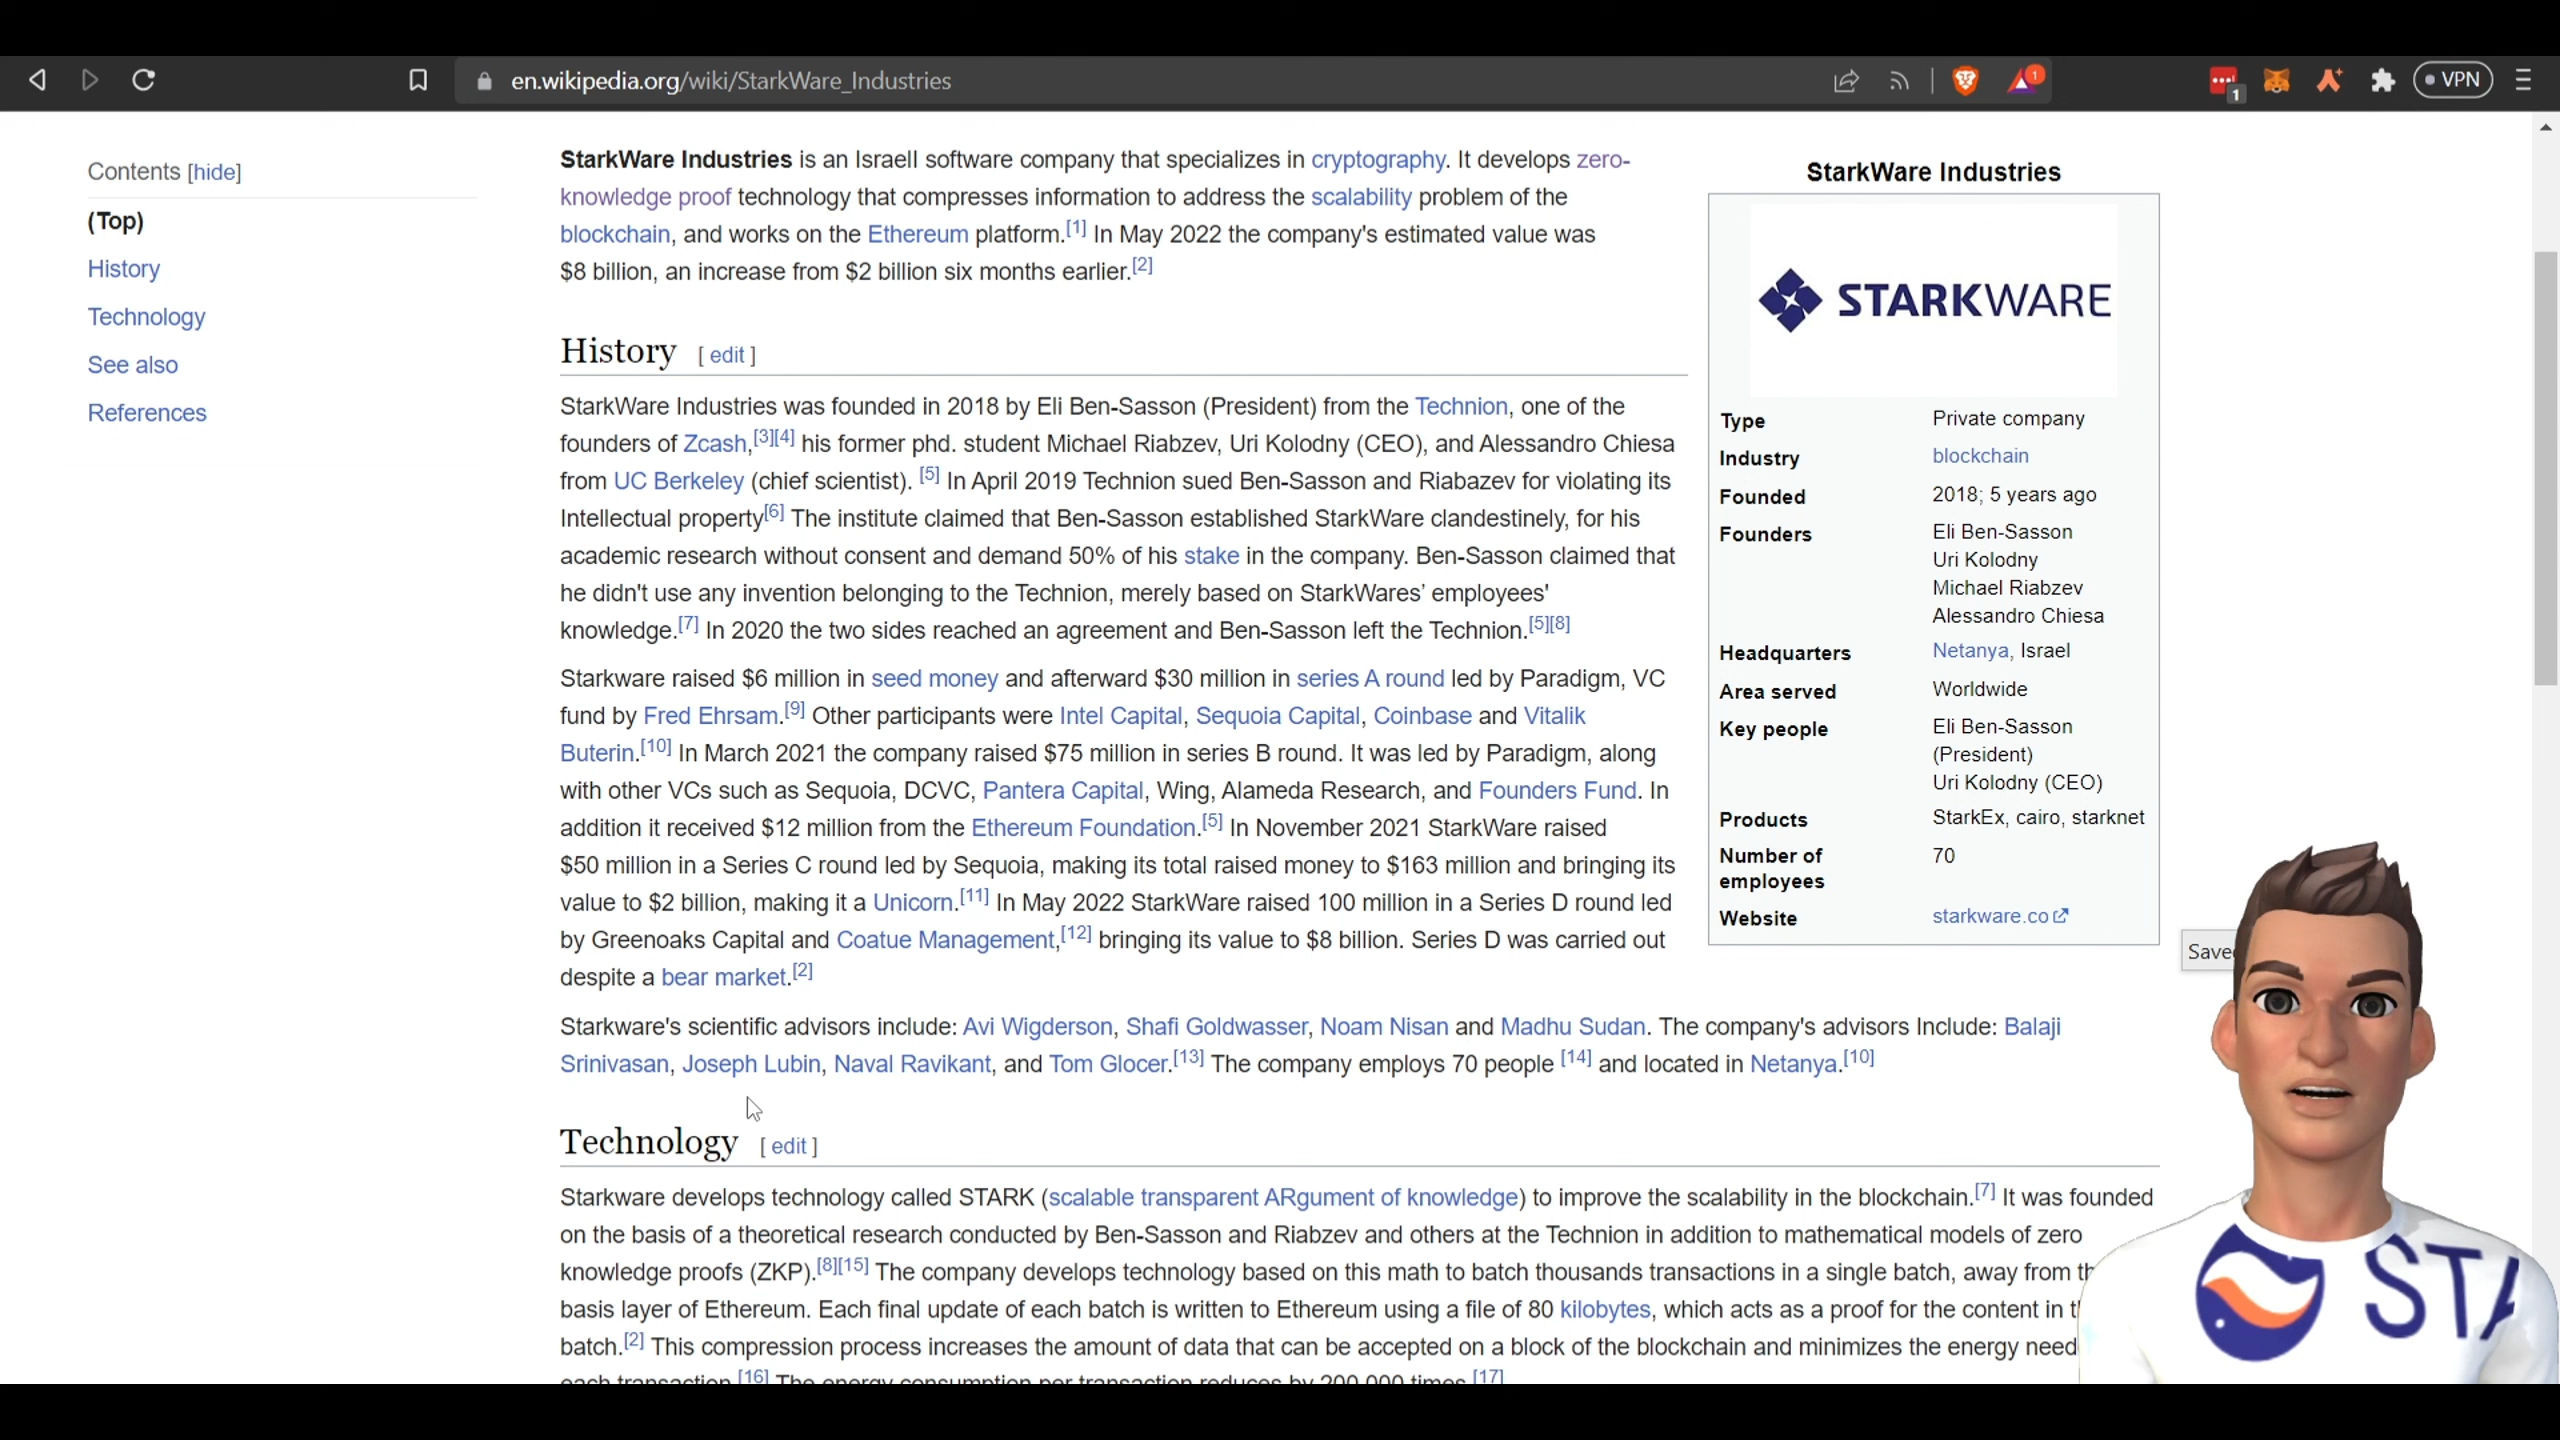 en.wikipedia.org/wiki/StarkWare_Industries
1
1
VPN
Contents [hide]
(Top)
History
Technology
See also
References
StarkWare Industries is an Israeli software company that specializes in cryptography. It develops zero-
knowledge proof technology that compresses information to address the scalability problem of the
blockchain, and works on the Ethereum platform.[1] In May 2022 the company's estimated value was
$8 billion, an increase from $2 billion six months earlier.[2]
History [ edit ]
StarkWare Industries was founded in 2018 by Eli Ben-Sasson (President) from the Technion, one of the
founders of Zcash,[3][4] his former phd. student Michael Riabzev, Uri Kolodny (CEO), and Alessandro Chiesa
from UC Berkeley (chief scientist). [5] In April 2019 Technion sued Ben-Sasson and Riabazev for violating its
Intellectual property[6] The institute claimed that Ben-Sasson established StarkWare clandestinely, for his
academic research without consent and demand 50% of his stake in the company. Ben-Sasson claimed that
he didn't use any invention belonging to the Technion, merely based on StarkWares’ employees'
knowledge.[7] In 2020 the two sides reached an agreement and Ben-Sasson left the Technion.[5][8]
Starkware raised $6 million in seed money and afterward $30 million in series A round led by Paradigm, VC
fund by Fred Ehrsam.[9] Other participants were Intel Capital, Sequoia Capital, Coinbase and Vitalik
Buterin.[10] In March 2021 the company raised $75 million in series B round. It was led by Paradigm, along
with other VCs such as Sequoia, DCVC, Pantera Capital, Wing, Alameda Research, and Founders Fund. In
addition it received $12 million from the Ethereum Foundation.[5] In November 2021 StarkWare raised
$50 million in a Series C round led by Sequoia, making its total raised money to $163 million and bringing its
value to $2 billion, making it a Unicorn.[11] In May 2022 StarkWare raised 100 million in a Series D round led
by Greenoaks Capital and Coatue Management,[12] bringing its value to $8 billion. Series D was carried out
despite a bear market.[2]
Starkware's scientific advisors include: Avi Wigderson, Shafi Goldwasser, Noam Nisan and Madhu Sudan. The company's advisors Include: Balaji
Srinivasan, Joseph Lubin, Naval Ravikant, and Tom Glocer.[13] The company employs 70 people [14] and located in Netanya.[10]
Technology [ edit ]
Starkware develops technology called STARK (scalable transparent ARgument of knowledge) to improve the scalability in the blockchain.[7] It was founded
on the basis of a theoretical research conducted by Ben-Sasson and Riabzev and others at the Technion in addition to mathematical models of zero
knowledge proofs (ZKP).[8][15] The company develops technology based on this math to batch thousands transactions in a single batch, away from
basis layer of Ethereum. Each final update of each batch is written to Ethereum using a file of 80 kilobytes, which acts as a proof for the content in
batch.[2] This compression process increases the amount of data that can be accepted on a block of the blockchain and minimizes the energy need
each transaction.[16] The energy consumption per transaction reduces by 200,000 times.[17]
StarkWare Industries
STARKWARE
Type Private company
Industry blockchain
Founded 2018; 5 years ago
Founders Eli Ben-Sasson
Uri Kolodny
Michael Riabzev
Alessandro Chiesa
Headquarters Netanya, Israel
Area served Worldwide
Key people Eli Ben-Sasson
(President)
Uri Kolodny (CEO)
Products StarkEx, cairo, starknet
Number of 70
employees
Website starkware.co
Save
STA